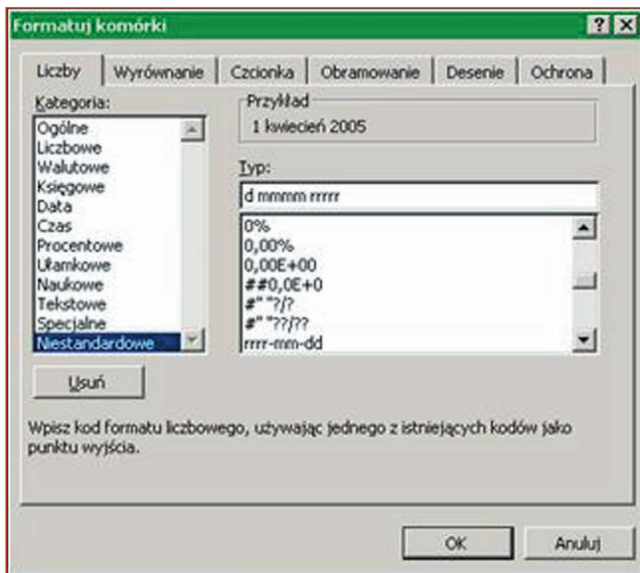 Formatuj komórki
Liczby Wyrównanie Czcionka Obramowanie Desenie Ochrona
Kategoria:
Ogólne
Liczbowe
Walutowe
Księgowe
Data
Czas
Procentowe
Ułamkowe
Naukowe
Tekstowe
Specjalne
Niestandardowe
Przykład
1 kwiecień 2005
Typ:
d mmmm rrrrr
0%
0,00%
0,00E+00
##0,0E+0
#" "?/?
#" "??/??
rrrr-mm-dd
Usuń
Wpisz kod formatu liczbowego, używając jednego z istniejących kodów jako
punktu wyjścia.
OK Anuluj